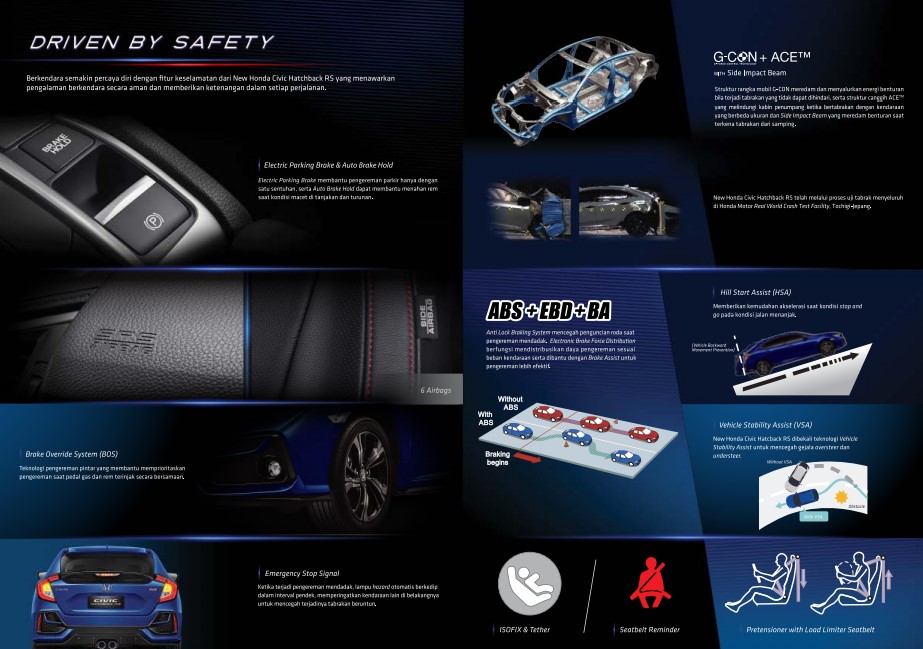 DRIVEN BY SAFETY
Berkendara semakin percaya diri dengan fitur keselamatan dari New Honda Civic Hatchback RS yang menawarkan
pengalaman berkendara secara aman dan memberikan ketenangan dalam setiap perjalanan.
BRAKE
HOLD
Electric Parking Brake & Auto Brake Hold
Electric Parking Brake membantu pengereman parkir hanya dengan
satu sentuhan, serta Auto Brake Hold dapat membantu menahan rem
saat kondisi macet di tanjakan dan turunan.
SRS
AIRBAG
SIDE
AIRBAG
6 Airbags
Brake Override System (BOS)
Teknologi pengereman pintar yang membantu memprioritaskan
pengereman saat pedal gas dan rem terinjak secara bersamaan.
CIVIC
Emergency Stop Signal
Ketika terjadi pengereman mendadak, lampu hazard otomatis berkedip
dalam interval pendek, memperingatkan kendaraan lain di belakangnya
untuk mencegah terjadinya tabrakan beruntun.
G-CON + ACE™
WITH Side Impact Beam
Struktur rangka mobil G-CON meredam dan menyalurkan energi benturan
bila terjadi tabrakan yang tidak dapat dihindari, serta struktur canggih ACE™
yang melindungi kabin penumpang ketika bertabrakan dengan kendaraan
yang berbeda ukuran dan Side Impact Beam yang meredam benturan saat
terkena tabrakan dari samping.
New Honda Civic Hatchback RS telah melalui proses uji tabrak menyeluruh
di Honda Motor Real World Crash Test Facility, Tochigi-Jepang.
ABS + EBD + BA
Anti Lock Braking System mencegah penguncian roda saat
pengereman mendadak. Electronic Brake Force Distribution
berfungsi mendistribusikan daya pengereman sesuai
beban kendaraan serta dibantu dengan Brake Assist untuk
pengereman lebih efektif.
Without
ABS
With
ABS
Braking
begins
Hill Start Assist (HSA)
Memberikan kemudahan akselerasi saat kondisi stop and
go pada kondisi jalan menanjak.
(Vehicle Backward
Movement Prevention)
Vehicle Stability Assist (VSA)
New Honda Civic Hatcback RS dibekali teknologi Vehicle
Stability Assist untuk mencegah gejala oversteer dan
understeer.
Without VSA
Obstacle
With VSA
ISOFIX & Tether
Seatbelt Reminder
Pretensioner with Load Limiter Seatbelt